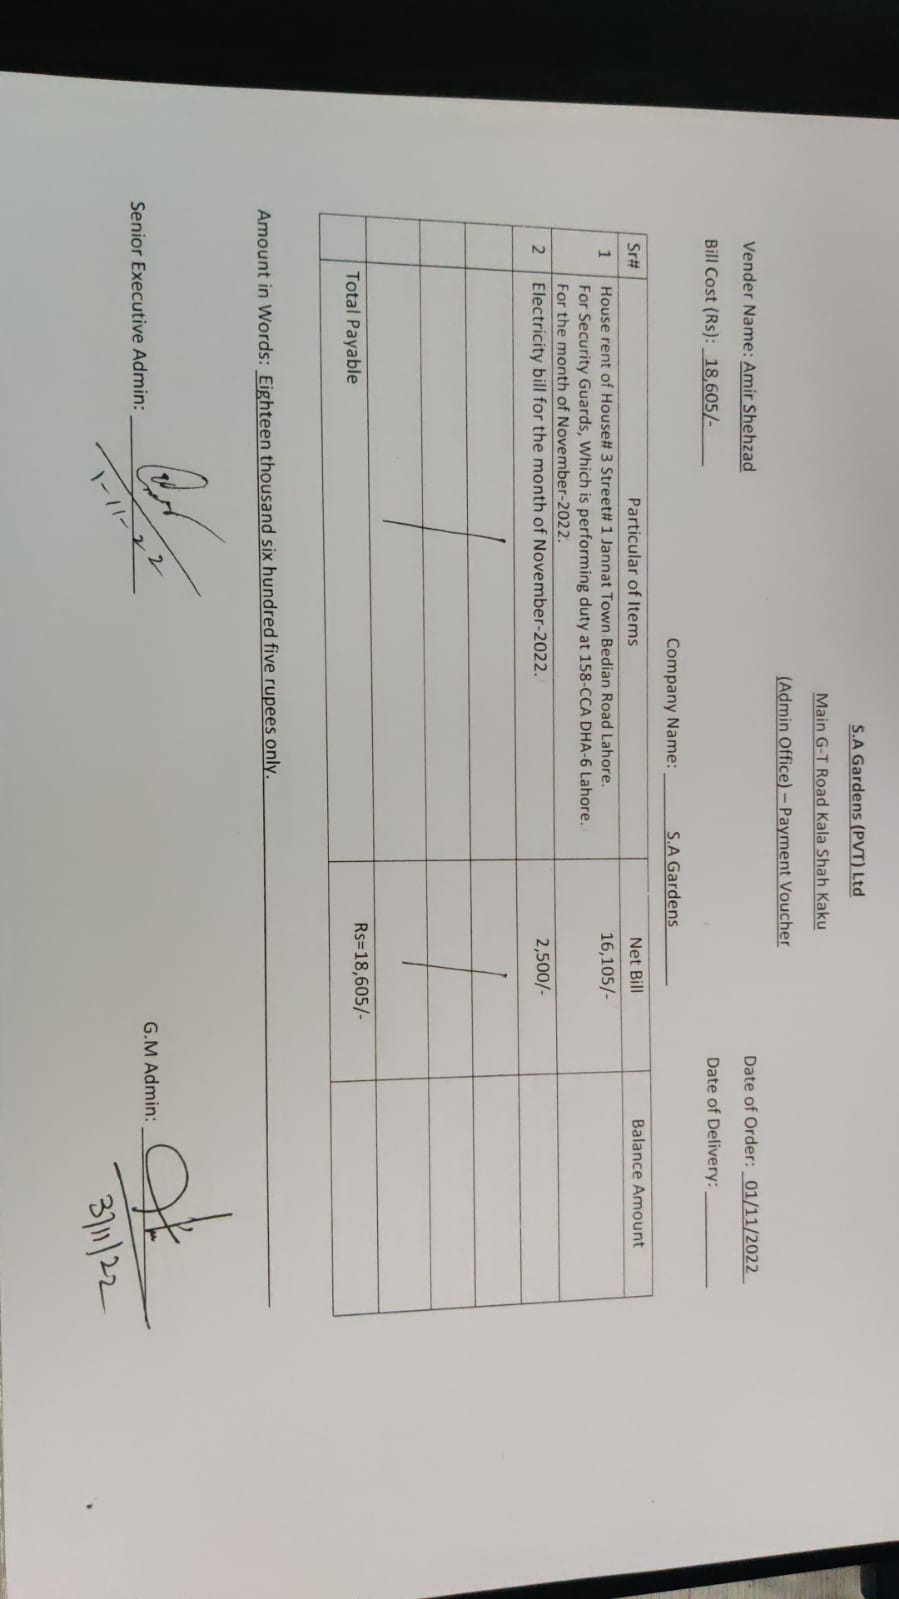 S.A Gardens (PVT) Ltd
Main G-T Road Kala Shah Kaku
(Admin Office) – Payment Voucher
Vender Name: Amir Shehzad
Date of Order: 01/11/2022
Bill Cost (Rs): 18,605/-
Date of Delivery:
Company Name: S.A Gardens
Sr# Particular of Items Net Bill Balance Amount
1 House rent of House# 3 Street# 1 Jannat Town Bedian Road Lahore. 16,105/-
For Security Guards, Which is performing duty at 158-CCA DHA-6 Lahore.
For the month of November-2022.
2 Electricity bill for the month of November-2022. 2,500/-
Total Payable Rs=18,605/-
Amount in Words: Eighteen thousand six hundred five rupees only.
Senior Executive Admin:
1-11-22
G.M Admin:
3/11/22